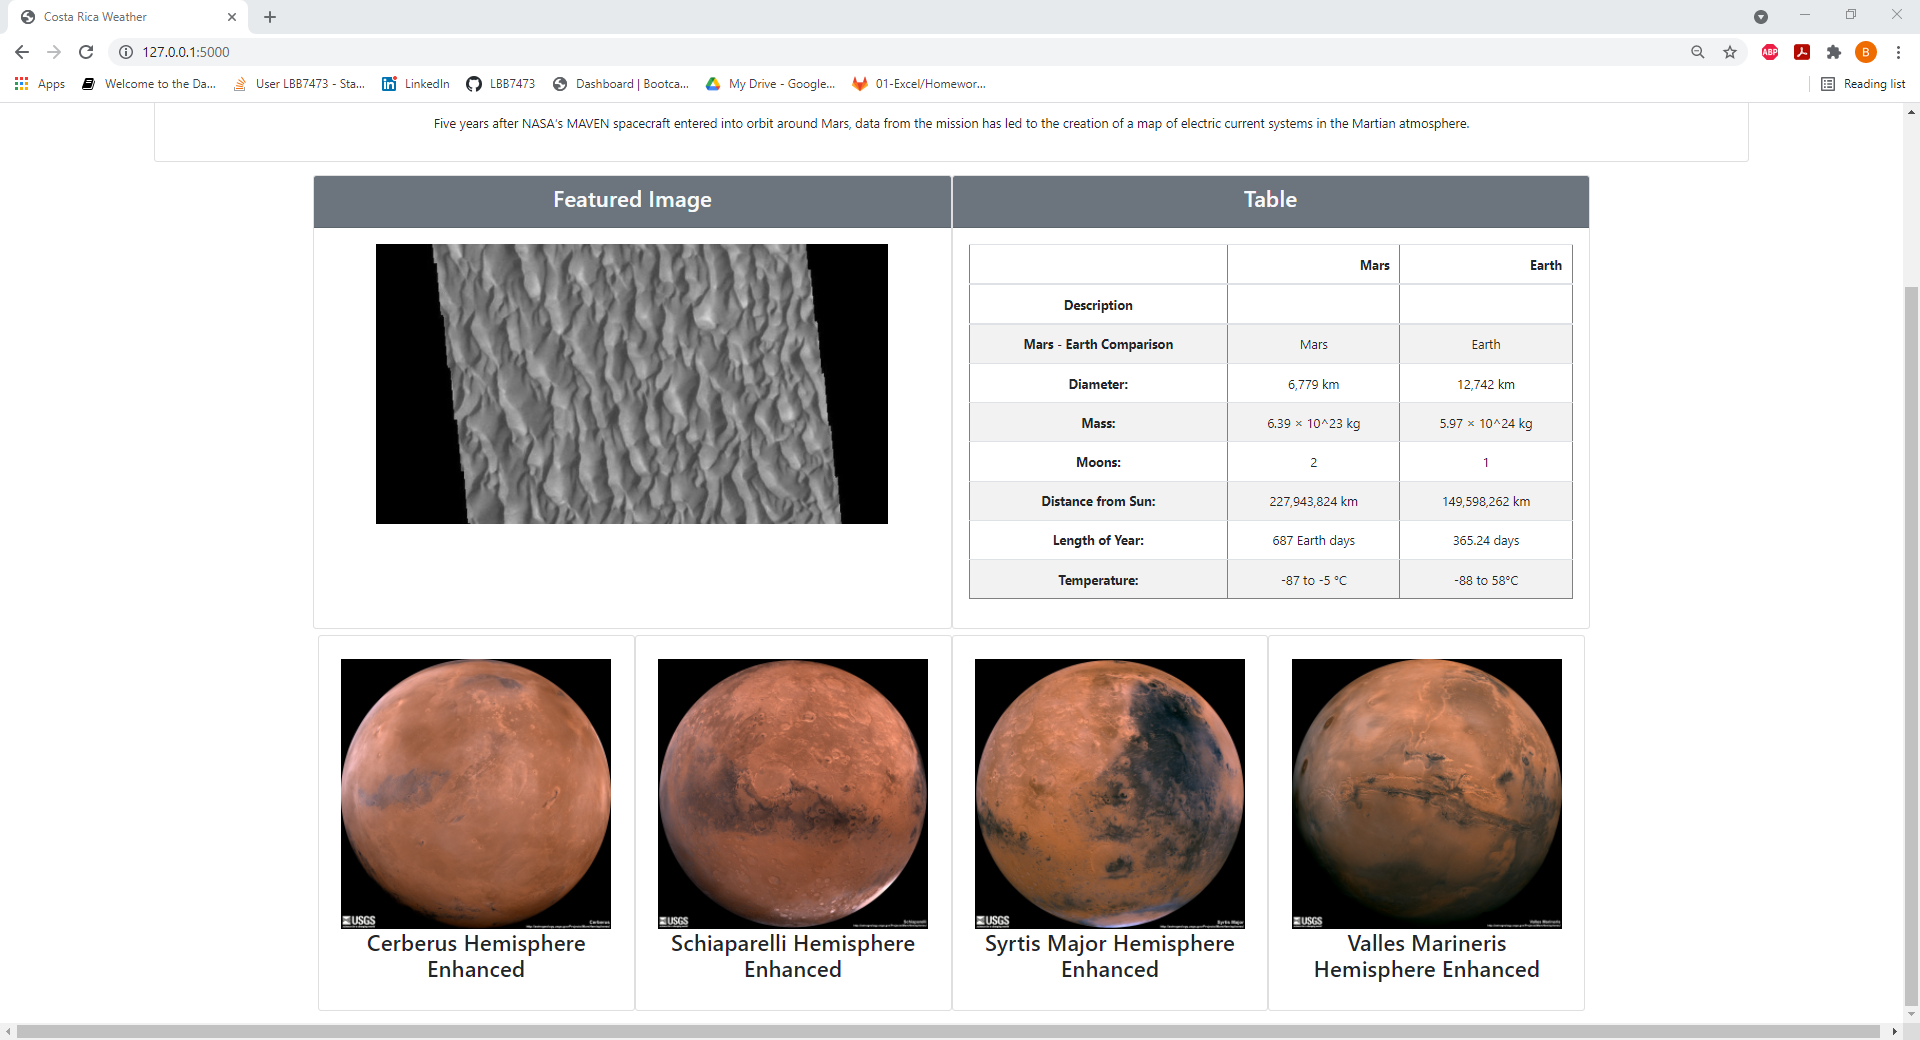 Costa Rica Weather
127.0.0.1:5000
ABP
B
Apps
Welcome to the Da...
User LBB7473 - Sta...
LinkedIn
LBB7473
Dashboard | Bootca...
My Drive - Google...
01-Excel/Homewor...
Reading list
Five years after NASA's MAVEN spacecraft entered into orbit around Mars, data from the mission has led to the creation of a map of electric current systems in the Martian atmosphere.
Featured Image
Table
Mars Earth
Description
Mars - Earth Comparison Mars Earth
Diameter: 6,779 km 12,742 km
Mass: 6.39 × 10^23 kg 5.97 × 10^24 kg
Moons: 2 1
Distance from Sun: 227,943,824 km 149,598,262 km
Length of Year: 687 Earth days 365.24 days
Temperature: -87 to -5 °C -88 to 58°C
USGS
Cerberus
Cerberus Hemisphere
Enhanced
USGS
Schiaparelli
Schiaparelli Hemisphere
Enhanced
USGS
Syrtis Major
Syrtis Major Hemisphere
Enhanced
USGS
Valles Marineris
Valles Marineris
Hemisphere Enhanced